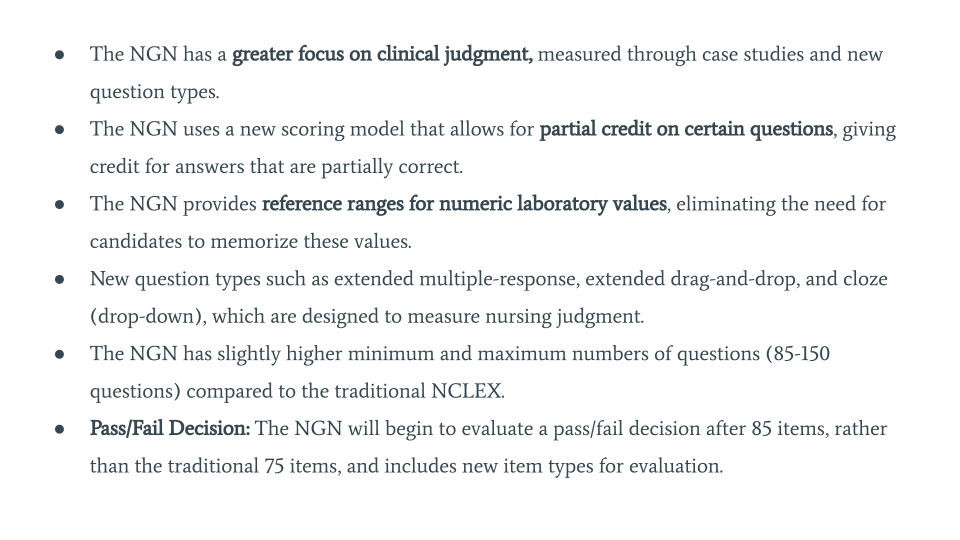 ● The NGN has a greater focus on clinical judgment, measured through case studies and new
question types.
● The NGN uses a new scoring model that allows for partial credit on certain questions, giving
credit for answers that are partially correct.
● The NGN provides reference ranges for numeric laboratory values, eliminating the need for
candidates to memorize these values.
● New question types such as extended multiple-response, extended drag-and-drop, and cloze
(drop-down), which are designed to measure nursing judgment.
● The NGN has slightly higher minimum and maximum numbers of questions (85-150
questions) compared to the traditional NCLEX.
● Pass/Fail Decision: The NGN will begin to evaluate a pass/fail decision after 85 items, rather
than the traditional 75 items, and includes new item types for evaluation.